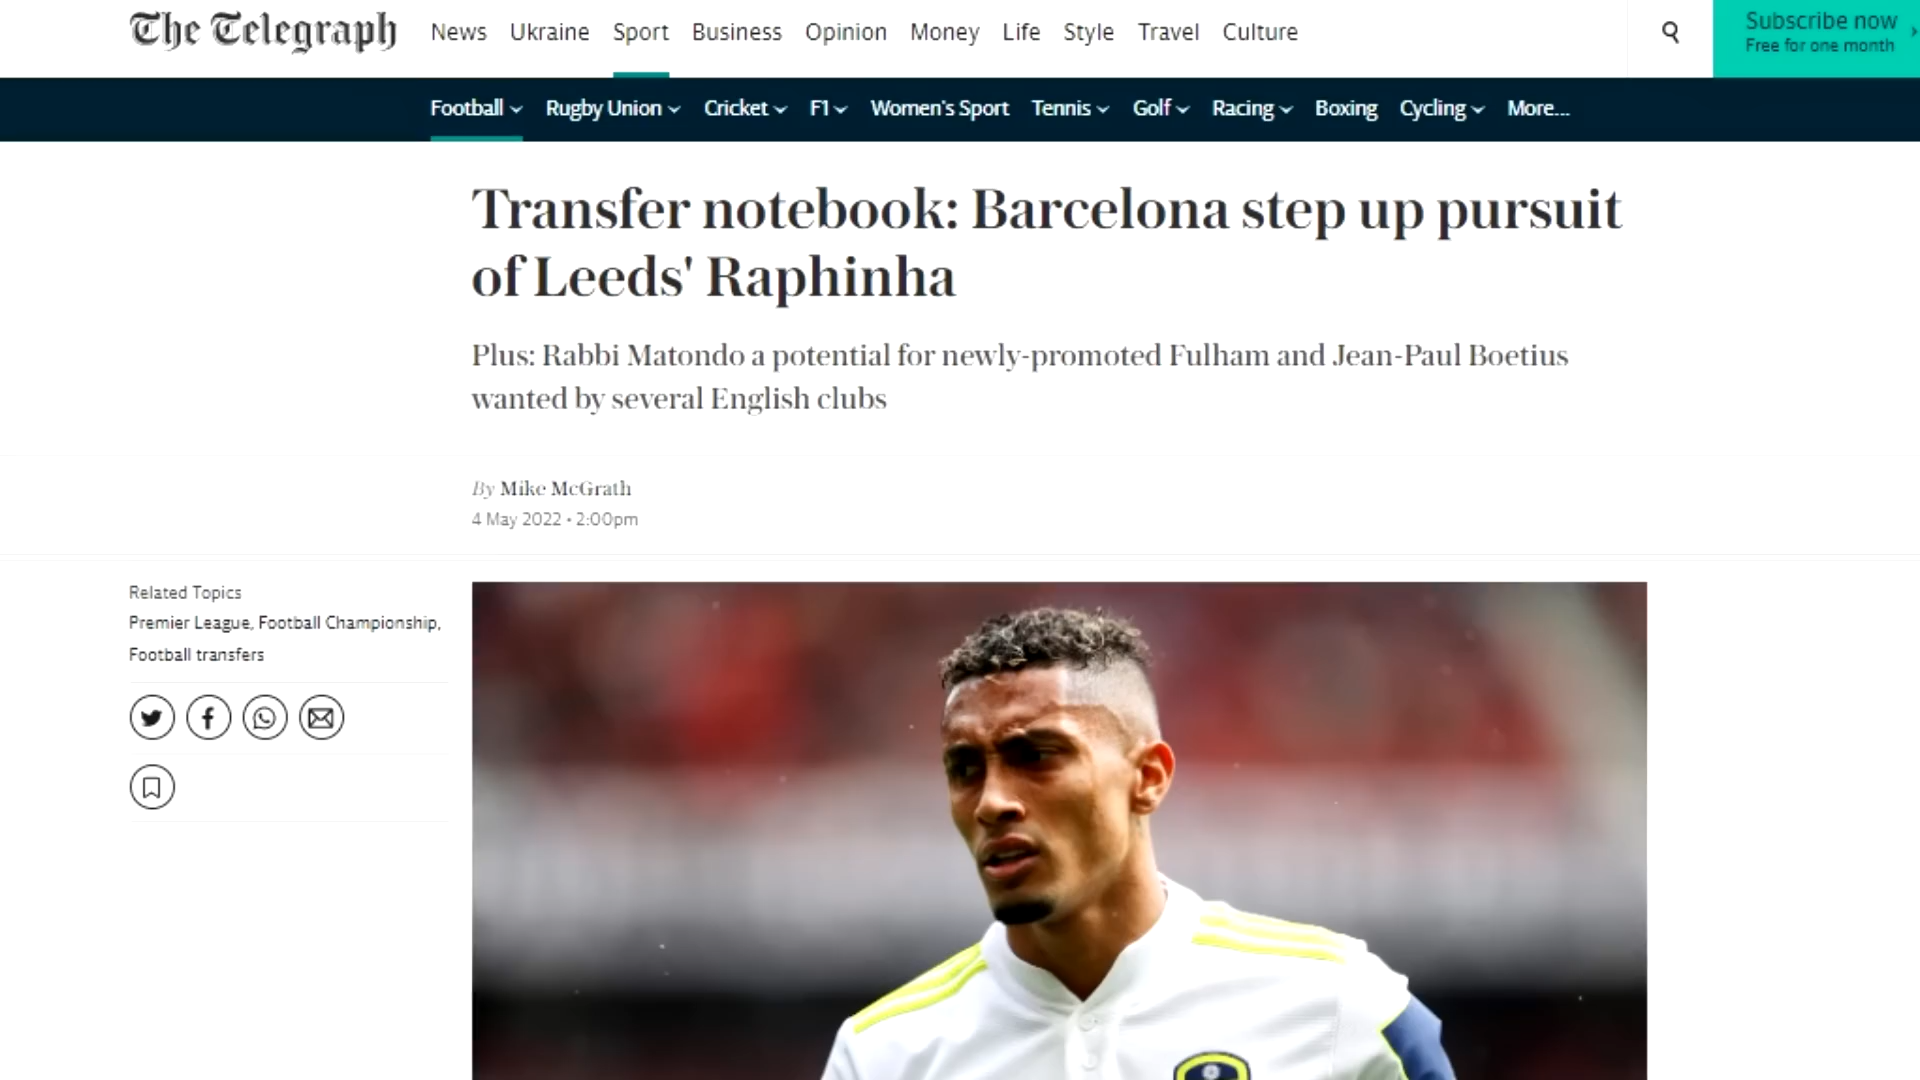 The Telegraph
News Ukraine Sport Business Opinion Money Life Style Travel Culture
Subscribe now
Free for one month
Football Rugby Union Cricket F1 Women's Sport Tennis Golf Racing Boxing Cycling More...
Transfer notebook: Barcelona step up pursuit
of Leeds' Raphinha
Plus: Rabbi Matondo a potential for newly-promoted Fulham and Jean-Paul Boetius
wanted by several English clubs
By Mike McGrath
4 May 2022 • 2:00pm
Related Topics
Premier League, Football Championship,
Football transfers